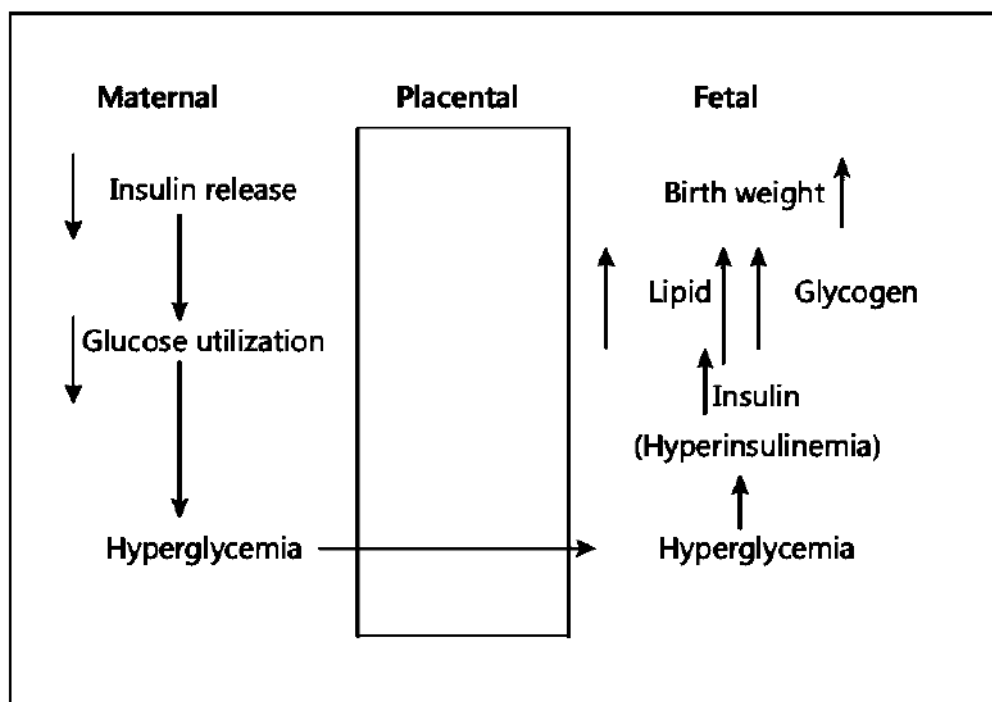 Maternal
Placental
Fetal
Insulin release
Glucose utilization
Hyperglycemia
Birth weight
Lipid
Glycogen
Insulin
(Hyperinsulinemia)
Hyperglycemia